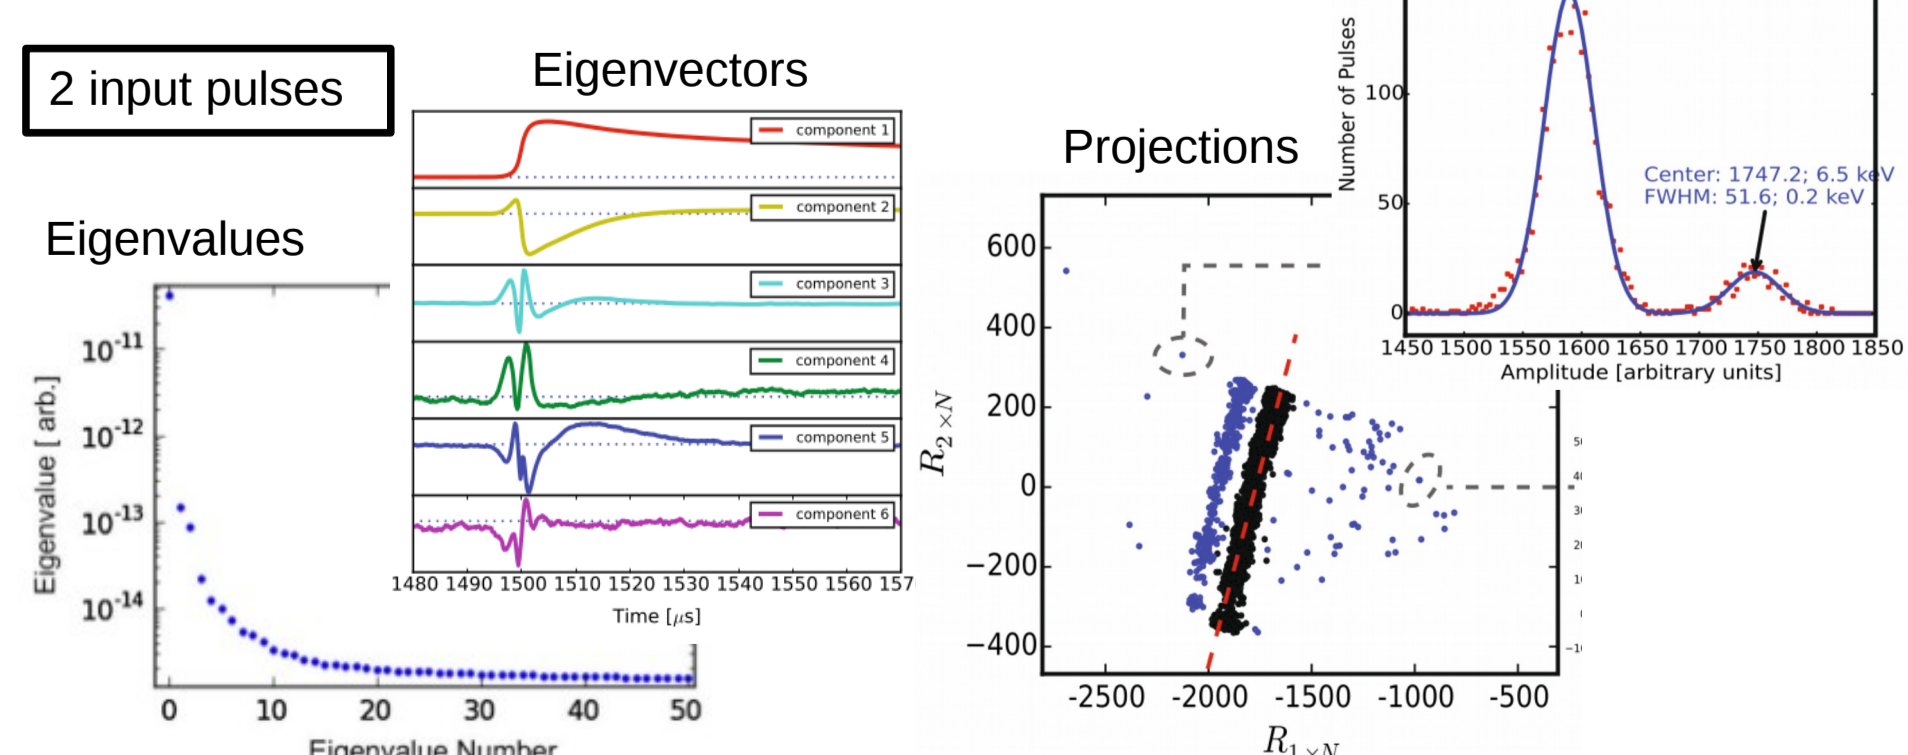 2 input pulses
Eigenvalues
Eigenvalue [ arb.]
10⁻¹¹
10⁻¹²
10⁻¹³
10⁻¹⁴
0 10 20 30 40 50
Eigenvalue Number
Eigenvectors
component 1
component 2
component 3
component 4
component 5
component 6
1480 1490 1500 1510 1520 1530 1540 1550 1560 157
Time [μs]
Projections
R₂ ×N
600
400
200
0
−200
−400
-2500 -2000 -1500 -1000 -500
R₁ ×N
Number of Pulses
100
50
0
Center: 1747.2; 6.5 keV
FWHM: 51.6; 0.2 keV
1450 1500 1550 1600 1650 1700 1750 1800 1850
Amplitude [arbitrary units]